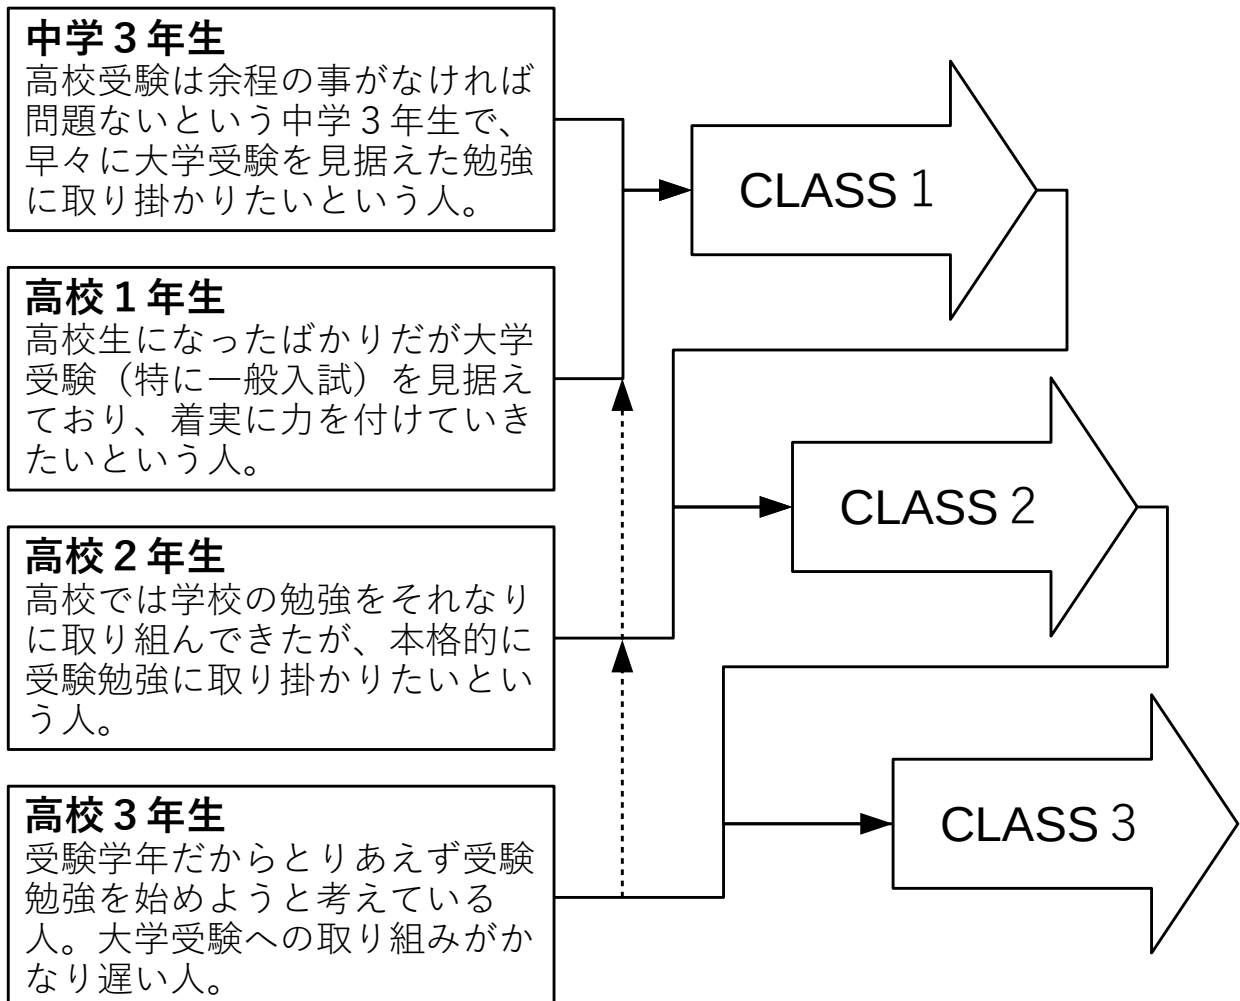 中学３年生
高校受験は余程の事がなければ
問題ないという中学３年生で、
早々に大学受験を見据えた勉強
に取り掛かりたいという人。
CLASS１
高校１年生
高校生になったばかりだが大学
受験（特に一般入試）を見据え
ており、着実に力を付けていき
たいという人。
CLASS２
高校２年生
高校では学校の勉強をそれなり
に取り組んできたが、本格的に
受験勉強に取り掛かりたいとい
う人。
高校３年生
受験学年だからとりあえず受験
勉強を始めようと考えている
人。大学受験への取り組みがか
なり遅い人。
CLASS３